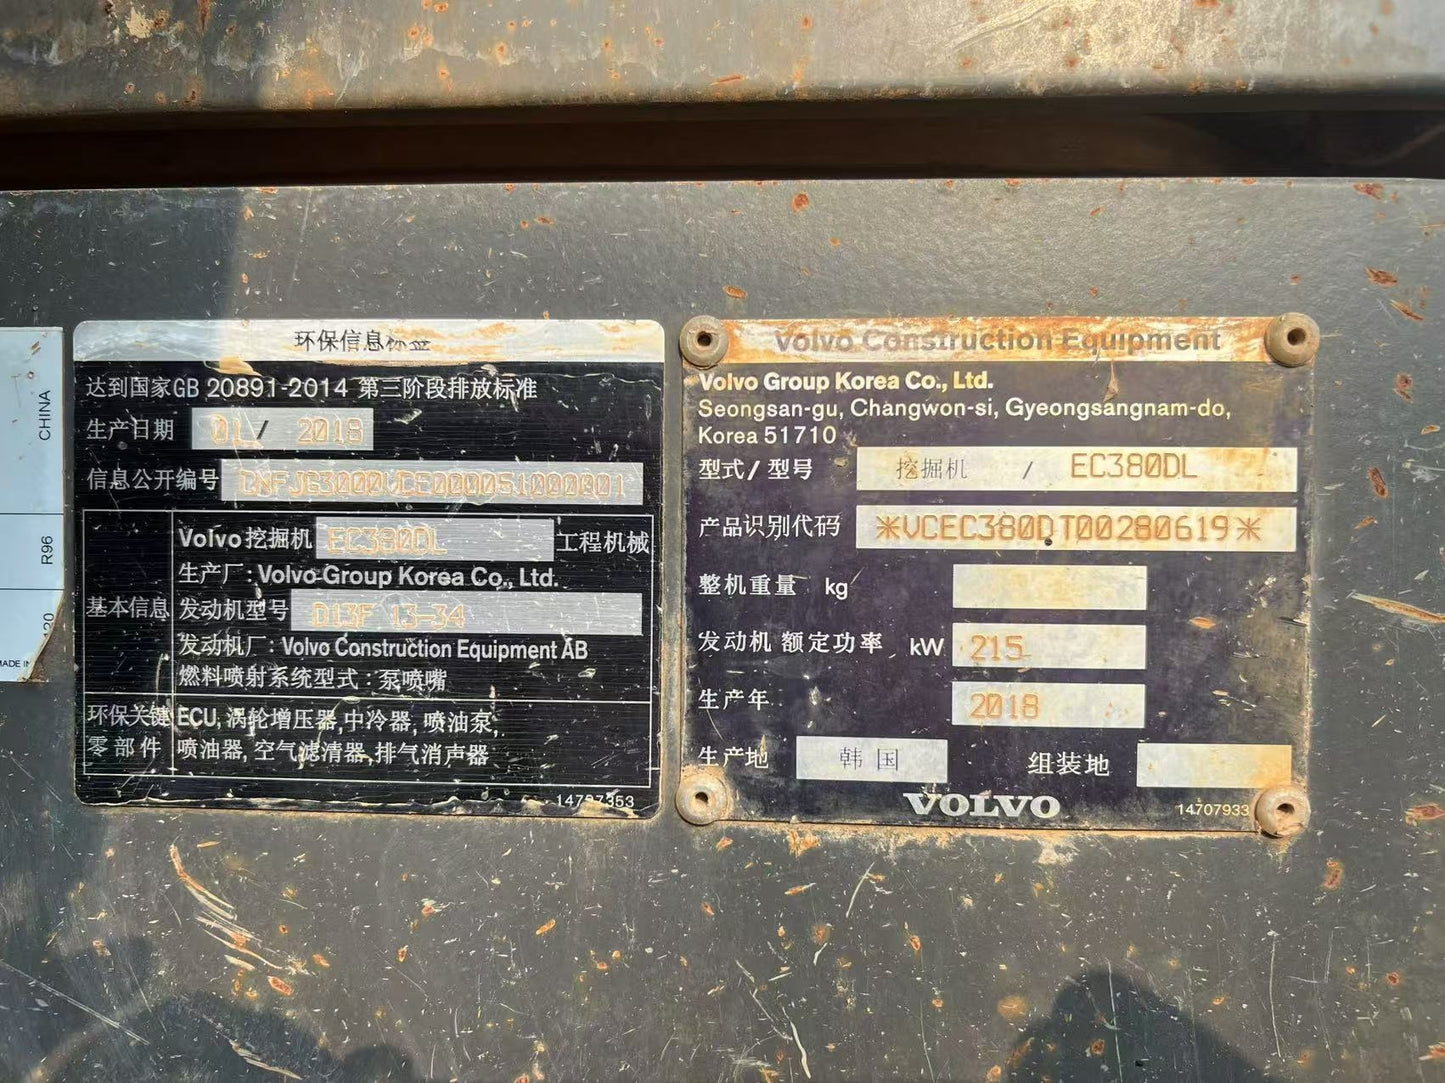 CHINA
R96
120
MADE IN
环保信息标签
达到国家GB 20891-2014 第三阶段排放标准
生产日期 01 / 2018
信息公开编号
Volvo挖掘机 EC380DL 工程机械
生产厂: Volvo Group Korea Co., Ltd.
基本信息 发动机型号 D13F 13-34
发动机厂: Volvo Construction Equipment AB
燃料喷射系统型式: 泵喷嘴
环保关键 ECU, 涡轮增压器, 中冷器, 喷油泵,
零部件 喷油器, 空气滤清器, 排气消声器
14707353
Volvo Construction Equipment
Volvo Group Korea Co., Ltd.
Seongsan-gu, Changwon-si, Gyeongsangnam-do,
Korea 51710
型式/型号 挖掘机 / EC380DL
产品识别代码 *VCEC380DT00280619*
整机重量 kg
发动机 额定功率 kW 215
生产年 2018
生产地 韩国 组装地
VOLVO
14707933